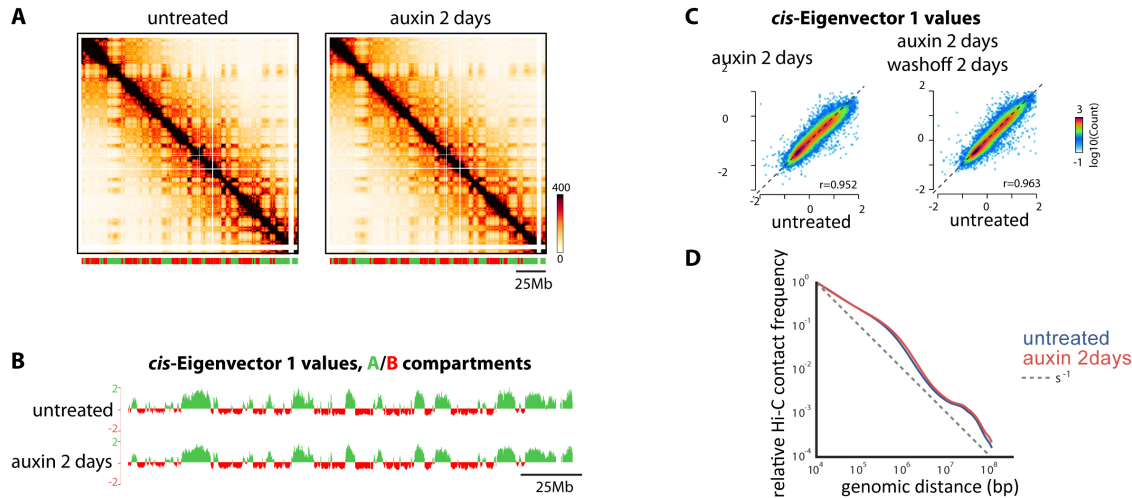 A
untreated
auxin 2 days
400
0
25Mb
B
cis-Eigenvector 1 values, A/B compartments
2
untreated
-2
2
auxin 2 days
-2
25Mb
C
cis-Eigenvector 1 values
auxin 2 days
2
0
-2
r=0.952
-2
0
2
untreated
auxin 2 days
washoff 2 days
2
0
-2
r=0.963
-2
0
2
untreated
3
-1
log10(Count)
D
relative Hi-C contact frequency
10^0
10^-1
10^-2
10^-3
10^-4
10^4
10^5
10^6
10^7
10^8
genomic distance (bp)
untreated
auxin 2days
s^-1